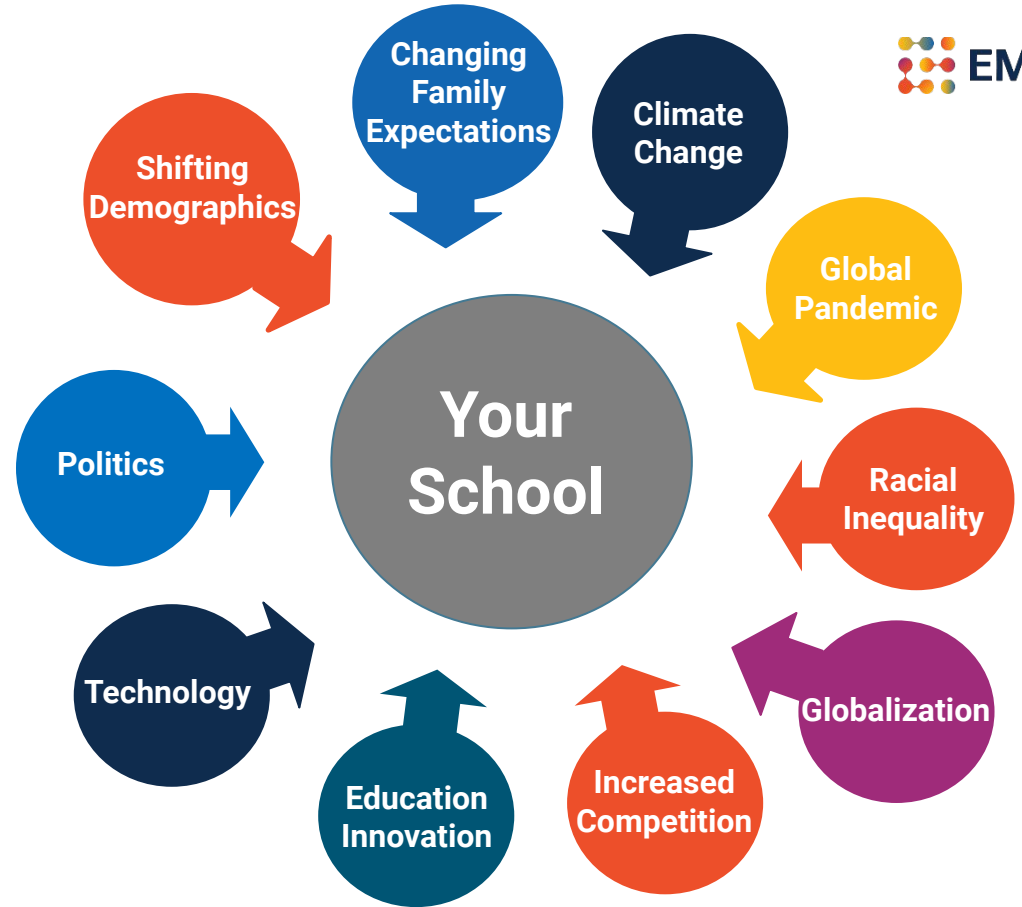 Changing
Family
Expectations
Climate
Change
EM
Shifting
Demographics
Global
Pandemic
Your
School
Politics
Racial
Inequality
Technology
Globalization
Education
Innovation
Increased
Competition